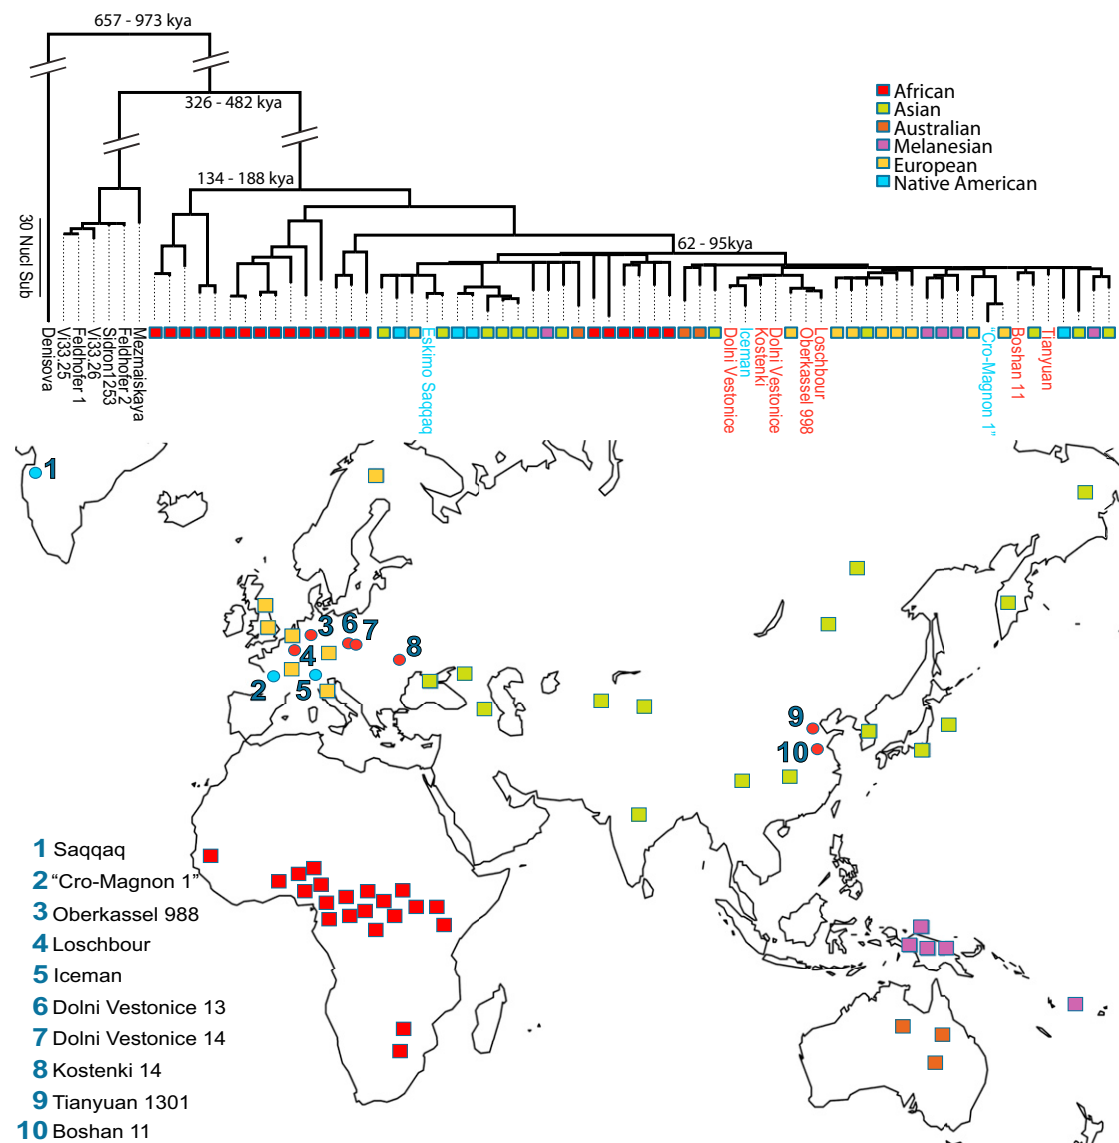 657 - 973 kya
326 - 482 kya
134 - 188 kya
62 - 95kya
African
Asian
Australian
Melanesian
European
Native American
30 Nucl Sub
Denisova
Vi33.25
Feldhofer 1
Vi33.26
Sidron1253
Feldhofer 2
Mezmaiskaya
Eskimo Saqqaq
Dolni Vestonice
Iceman
Kostenki
Dolni Vestonice
Oberkassel 998
Loschbour
"Cro-Magnon 1"
Boshan 11
Tianyuan
1
2
3
4
5
6
7
8
9
10
1 Saqqaq
2 “Cro-Magnon 1”
3 Oberkassel 988
4 Loschbour
5 Iceman
6 Dolni Vestonice 13
7 Dolni Vestonice 14
8 Kostenki 14
9 Tianyuan 1301
10 Boshan 11